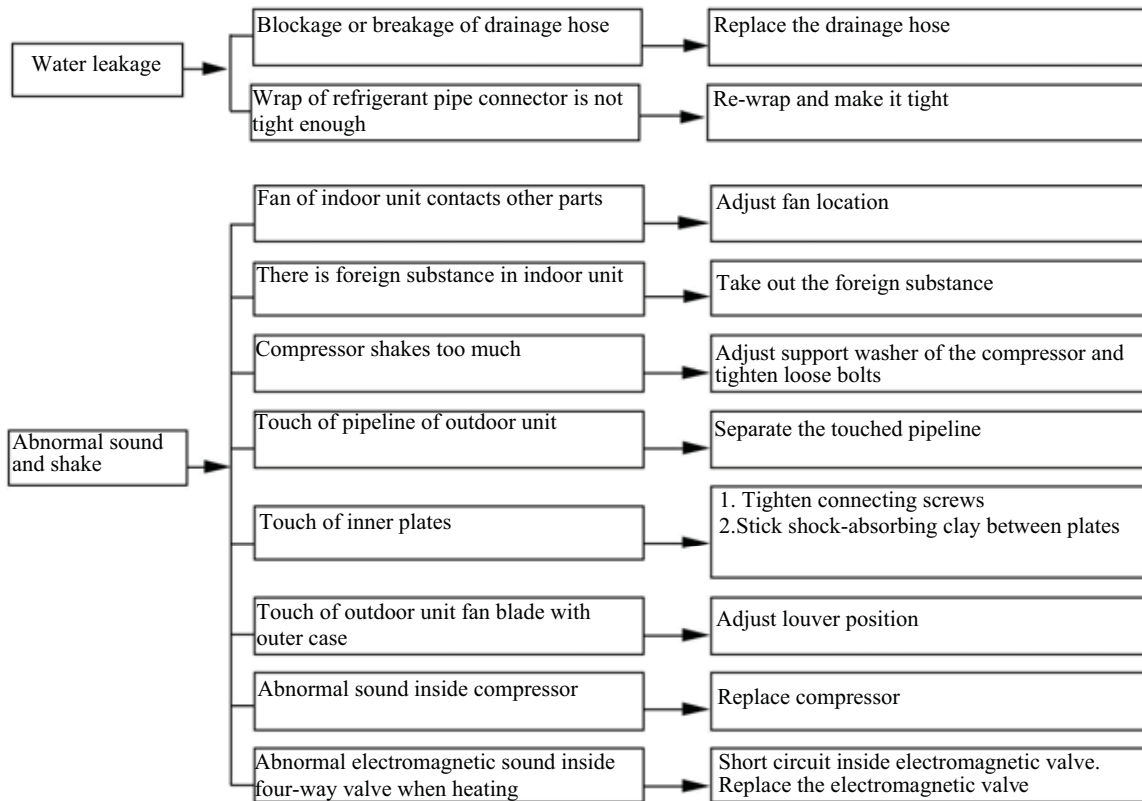 Water leakage
Blockage or breakage of drainage hose
Replace the drainage hose
Wrap of refrigerant pipe connector is not
tight enough
Re-wrap and make it tight
Abnormal sound
and shake
Fan of indoor unit contacts other parts
Adjust fan location
There is foreign substance in indoor unit
Take out the foreign substance
Compressor shakes too much
Adjust support washer of the compressor and
tighten loose bolts
Touch of pipeline of outdoor unit
Separate the touched pipeline
Touch of inner plates
1. Tighten connecting screws
2.Stick shock-absorbing clay between plates
Touch of outdoor unit fan blade with
outer case
Adjust louver position
Abnormal sound inside compressor
Replace compressor
Abnormal electromagnetic sound inside
four-way valve when heating
Short circuit inside electromagnetic valve.
Replace the electromagnetic valve